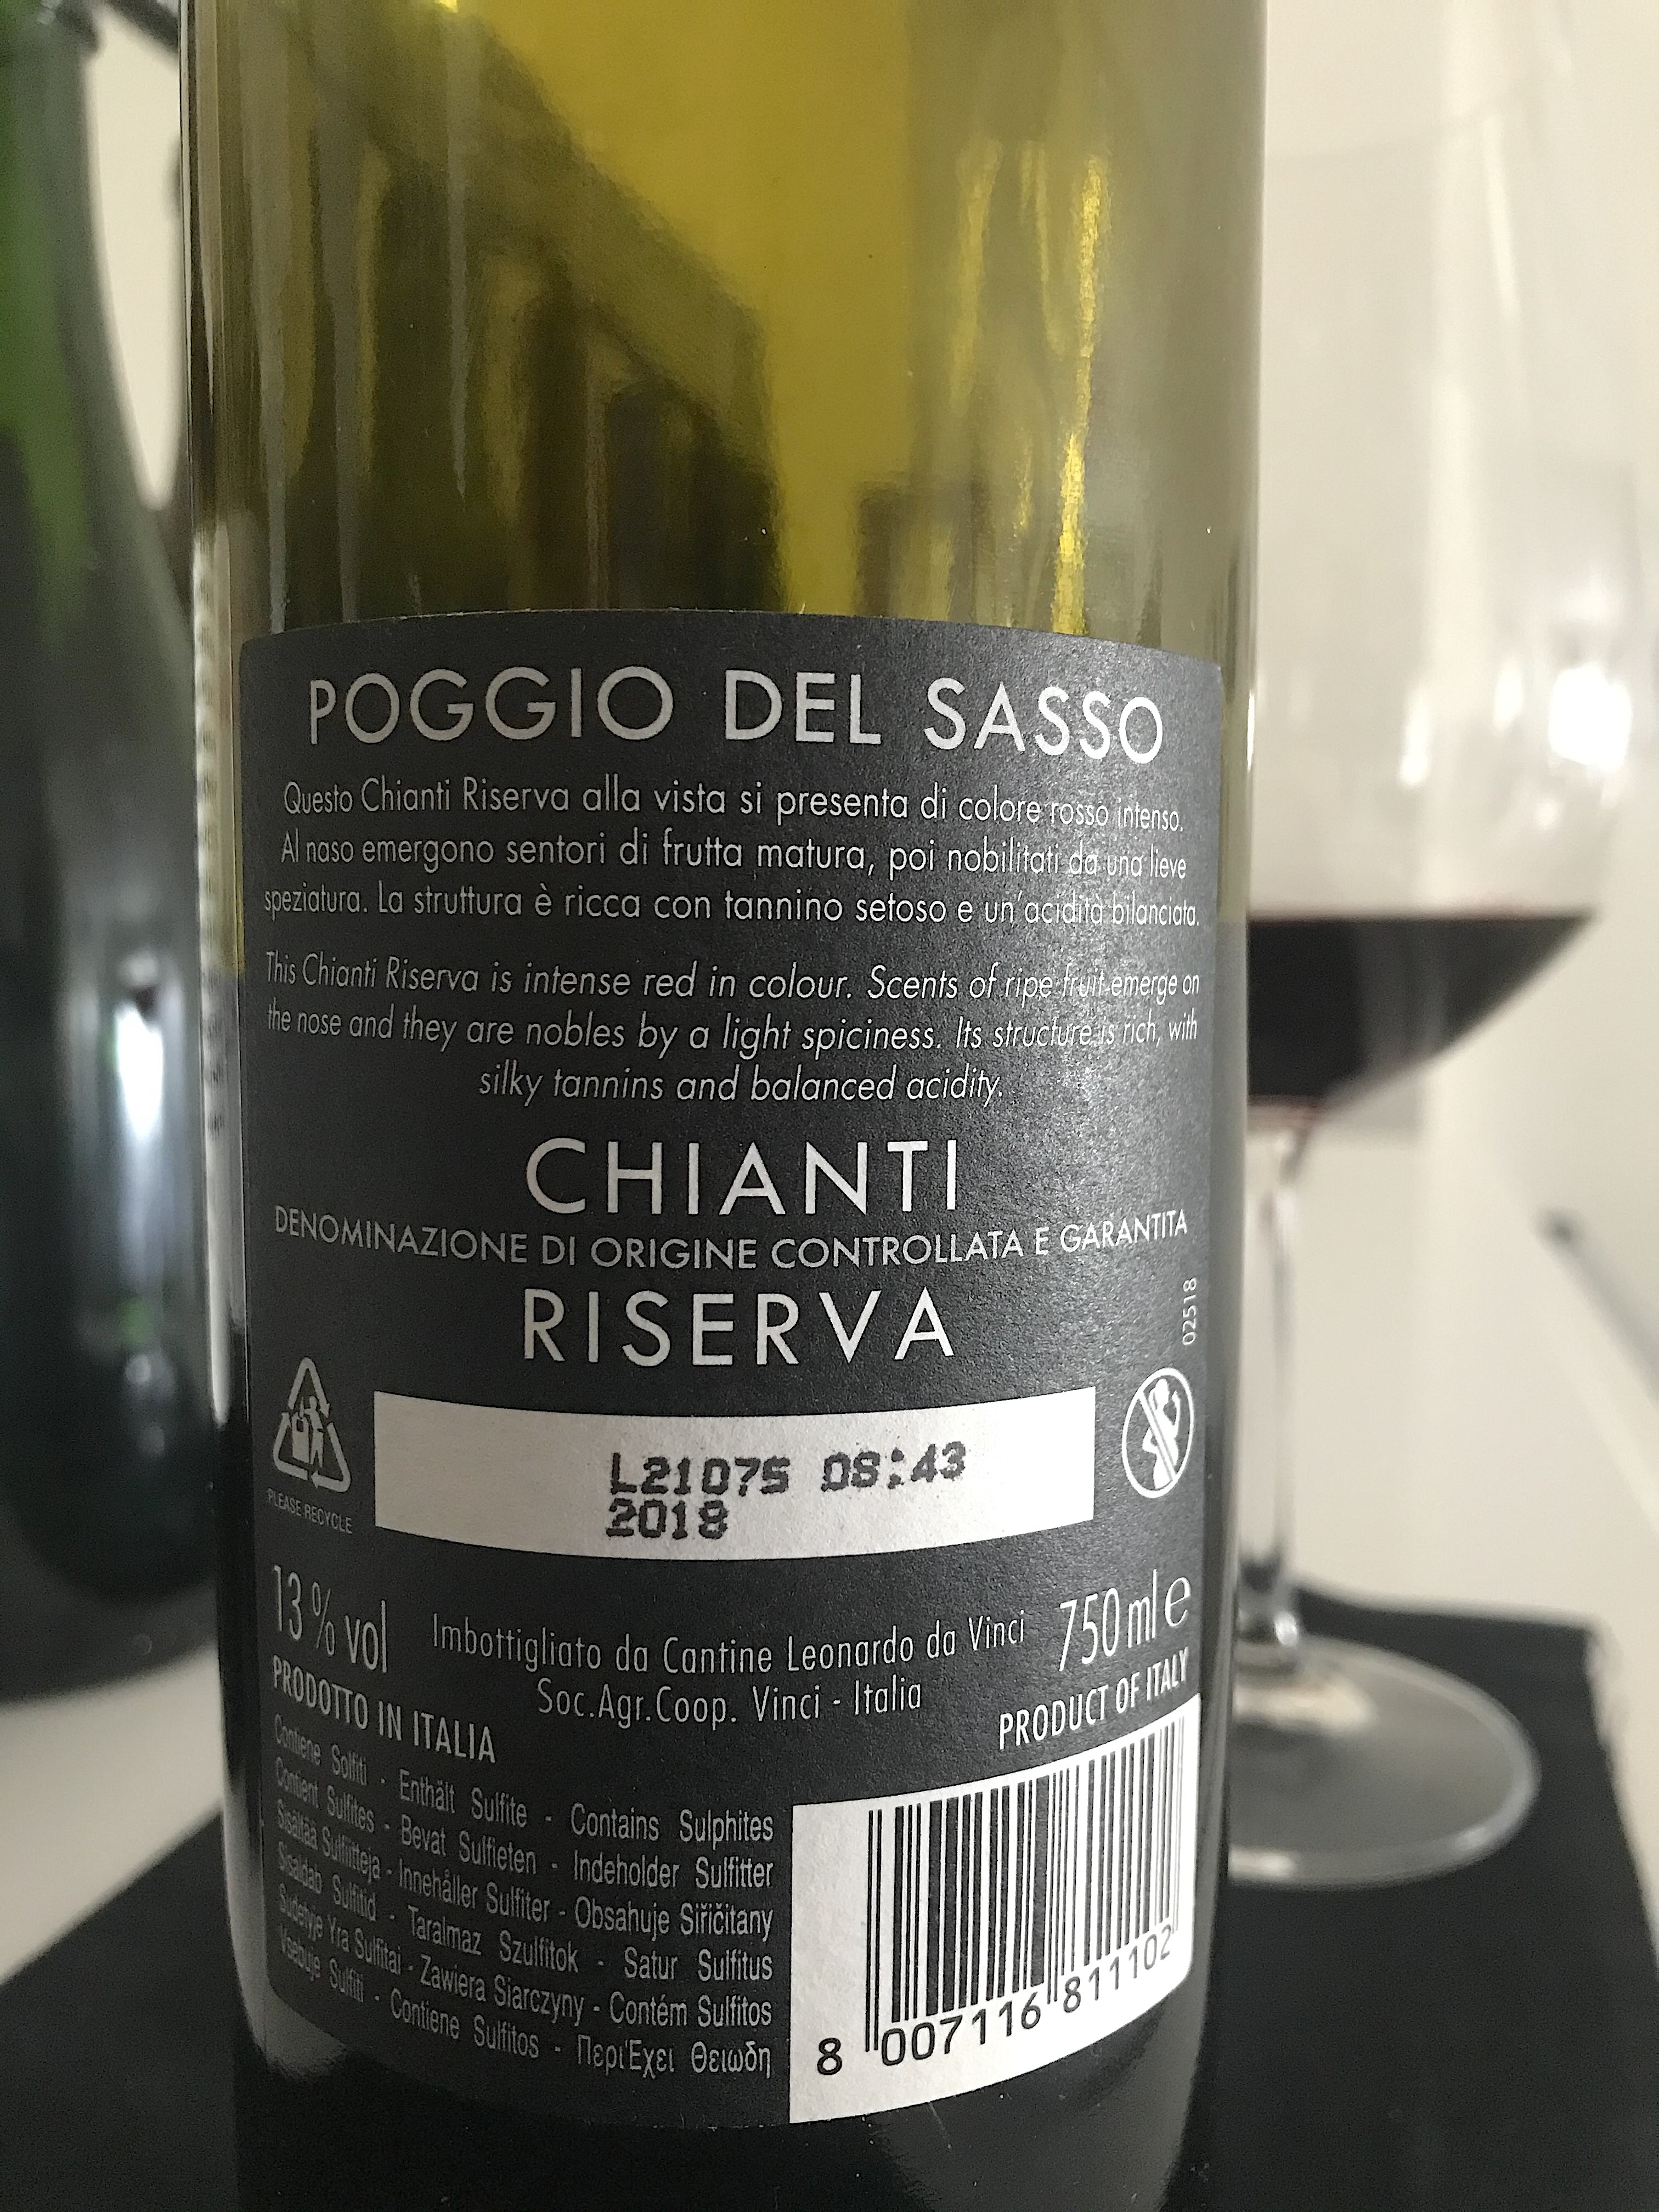 POGGIO DEL SASSO
Questo Chianti Riserva alla vista si presenta di colore rosso intenso.
Al naso emergono sentori di frutta matura, poi nobilitati da una lieve
speziatura. La struttura è ricca con tannino setoso e un'acidità bilanciata.
This Chianti Riserva is intense red in colour. Scents of ripe fruit emerge on
the nose and they are nobles by a light spiciness. Its structure is rich, with
silky tannins and balanced acidity.
CHIANTI
DENOMINAZIONE DI ORIGINE CONTROLLATA E GARANTITA
RISERVA
02518
PLEASE RECYCLE
L21075 08:43
2018
13 % vol
Imbottigliato da Cantine Leonardo da Vinci
Soc.Agr.Coop. Vinci - Italia
750 ml e
PRODOTTO IN ITALIA
PRODUCT OF ITALY
Contiene Solfiti - Enthält Sulfite - Contains Sulphites
Contient Sulfites - Bevat Sulfieten - Indeholder Sulfitter
Sisältää Sulfiitteja - Innehåller Sulfiter - Obsahuje Siřičitany
Sisaldab Sulfitid - Taralmaz Szulfitok - Satur Sulfitus
Sudetyje Yra Sulfitai - Zawiera Siarczyny - Contém Sulfitos
Vsebuje Sulfiti - Contiene Sulfitos - Περι'Εχει Θειωδη
8 007116 811102